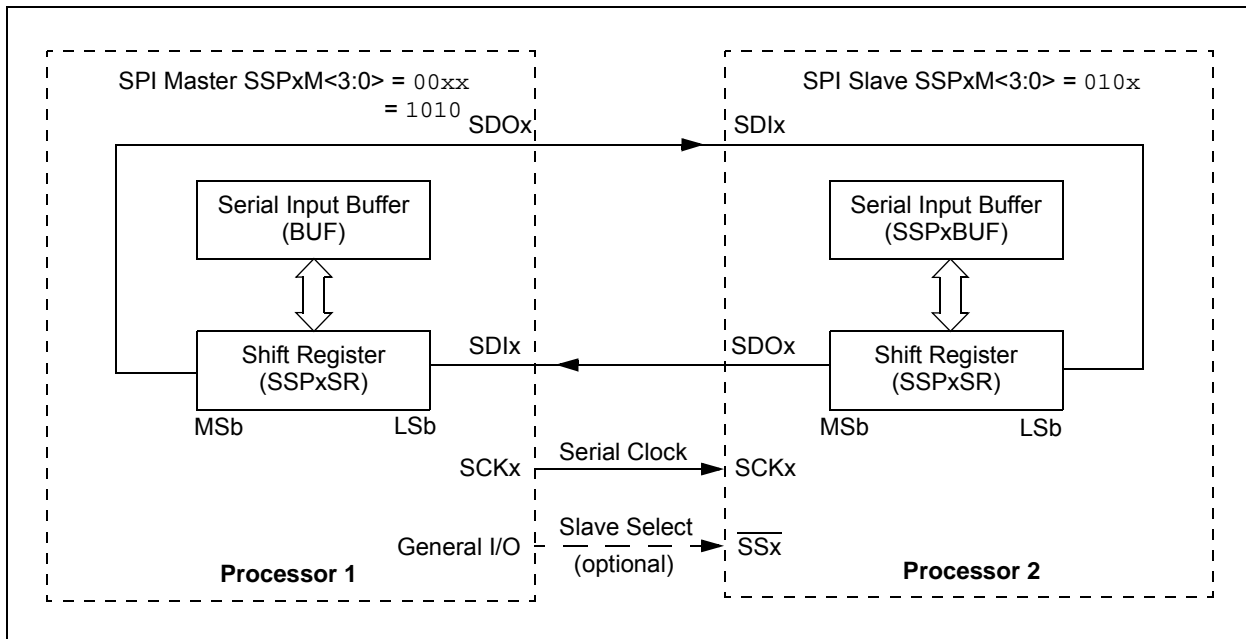 SPI Master SSPxM<3:0> = 00xx
= 1010
SDOx
Serial Input Buffer
(BUF)
Shift Register
(SSPxSR)
MSb
LSb
SDIx
SCKx
General I/O
Processor 1
Serial Clock
Slave Select
(optional)
SPI Slave SSPxM<3:0> = 010x
SDIx
Serial Input Buffer
(SSPxBUF)
SDOx
Shift Register
(SSPxSR)
MSb
LSb
SCKx
SSx
Processor 2